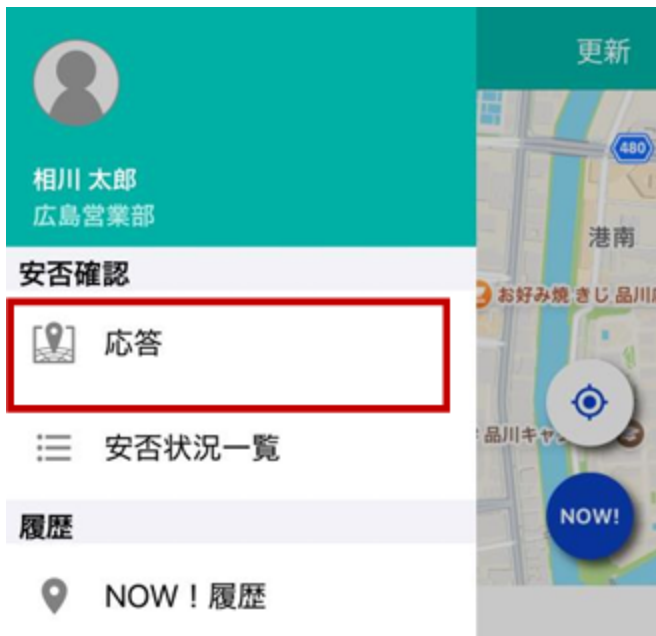 更新
相川 太郎
広島営業部
安否確認
応答
安否状況一覧
履歴
NOW！履歴
480
港南
お好み焼 きじ 品川
品川キャ
NOW!